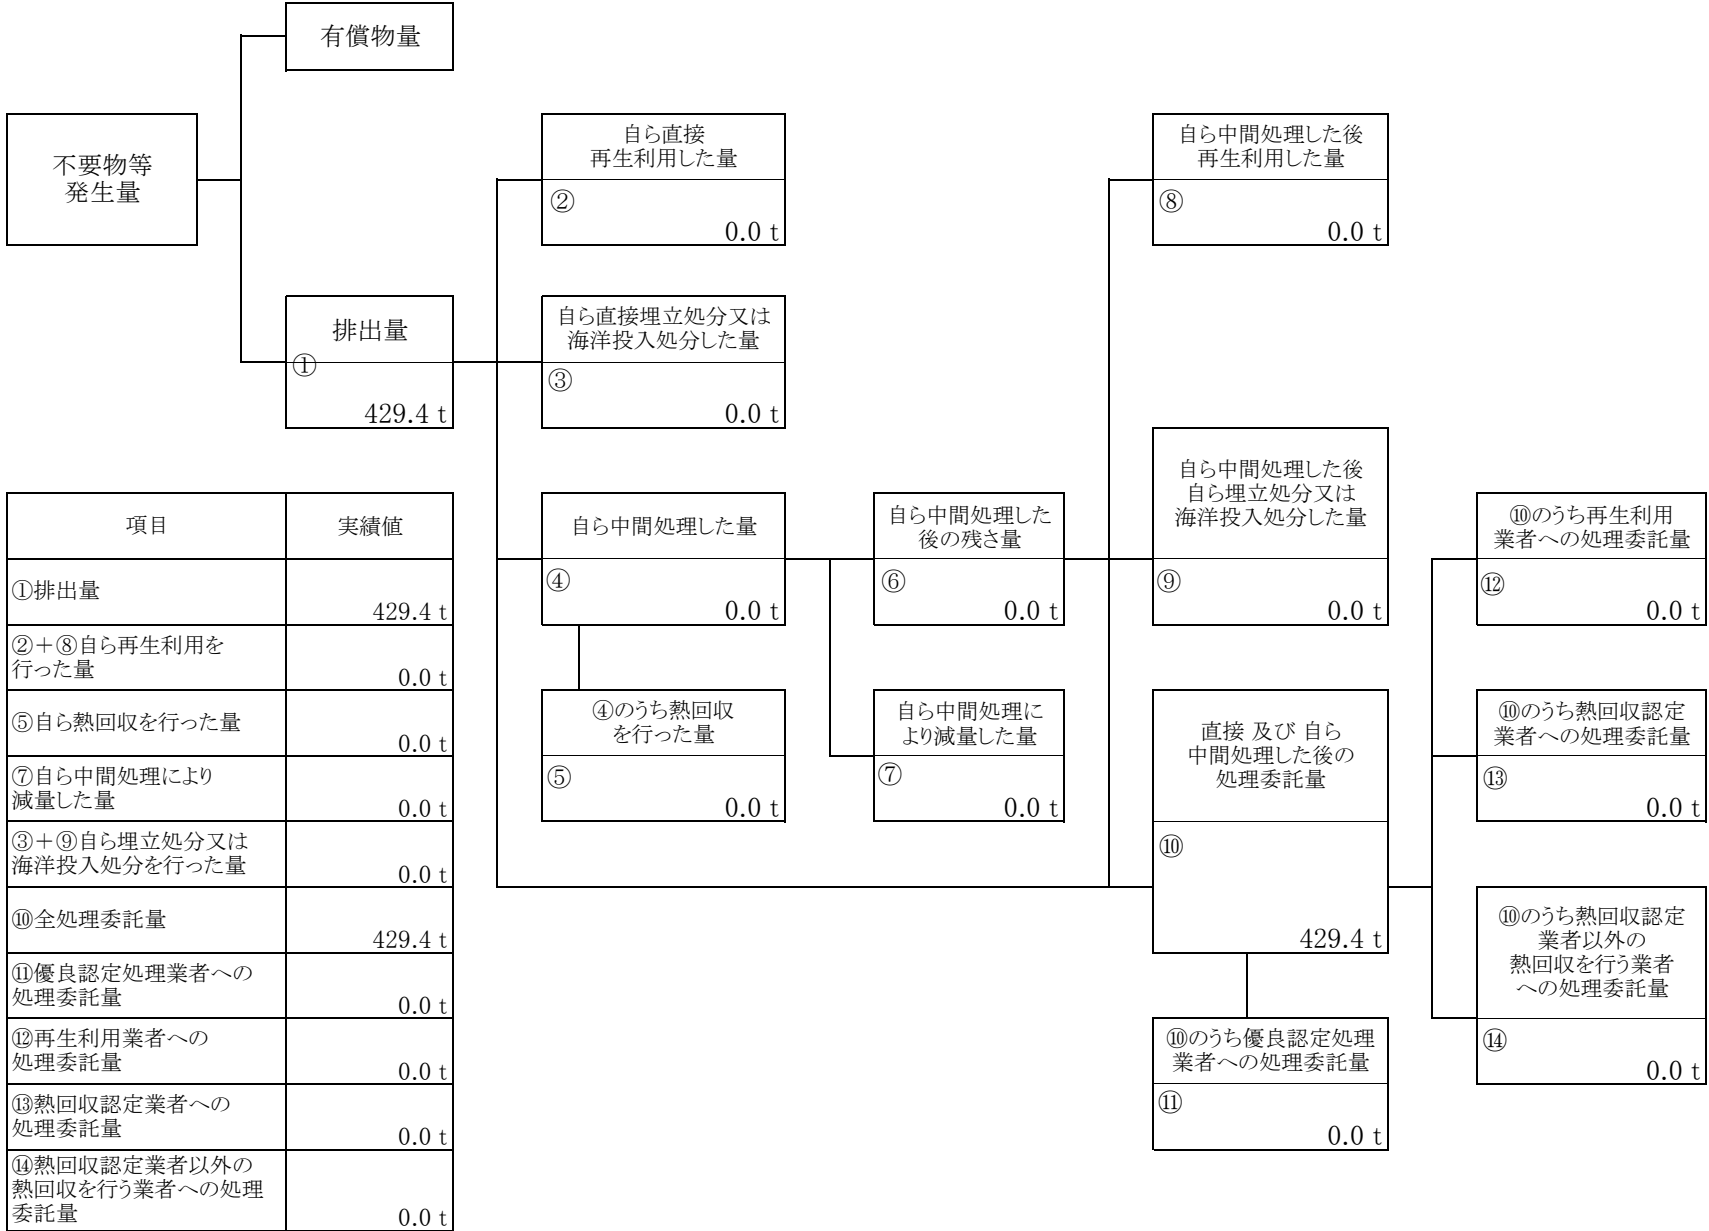 有償物量
不要物等
発生量
自ら直接
再生利用した量
②
0.0 t
自ら中間処理した後
再生利用した量
⑧
0.0 t
排出量
①
429.4 t
自ら直接埋立処分又は
海洋投入処分した量
③
0.0 t
自ら中間処理した量
④
0.0 t
自ら中間処理した
後の残さ量
⑥
0.0 t
自ら中間処理した後
自ら埋立処分又は
海洋投入処分した量
⑨
0.0 t
⑩のうち再生利用
業者への処理委託量
⑫
0.0 t
④のうち熱回収
を行った量
⑤
0.0 t
自ら中間処理に
より減量した量
⑦
0.0 t
直接 及び 自ら
中間処理した後の
処理委託量
⑩
429.4 t
⑩のうち熱回収認定
業者への処理委託量
⑬
0.0 t
⑩のうち熱回収認定
業者以外の
熱回収を行う業者
への処理委託量
⑭
0.0 t
⑩のうち優良認定処理
業者への処理委託量
⑪
0.0 t
項目 実績値
①排出量
429.4 t
②+⑧自ら再生利用を
行った量
0.0 t
⑤自ら熱回収を行った量
0.0 t
⑦自ら中間処理により
減量した量
0.0 t
③+⑨自ら埋立処分又は
海洋投入処分を行った量
0.0 t
⑩全処理委託量
429.4 t
⑪優良認定処理業者への
処理委託量
0.0 t
⑫再生利用業者への
処理委託量
0.0 t
⑬熱回収認定業者への
処理委託量
0.0 t
⑭熱回収認定業者以外の
熱回収を行う業者への処理
委託量
0.0 t